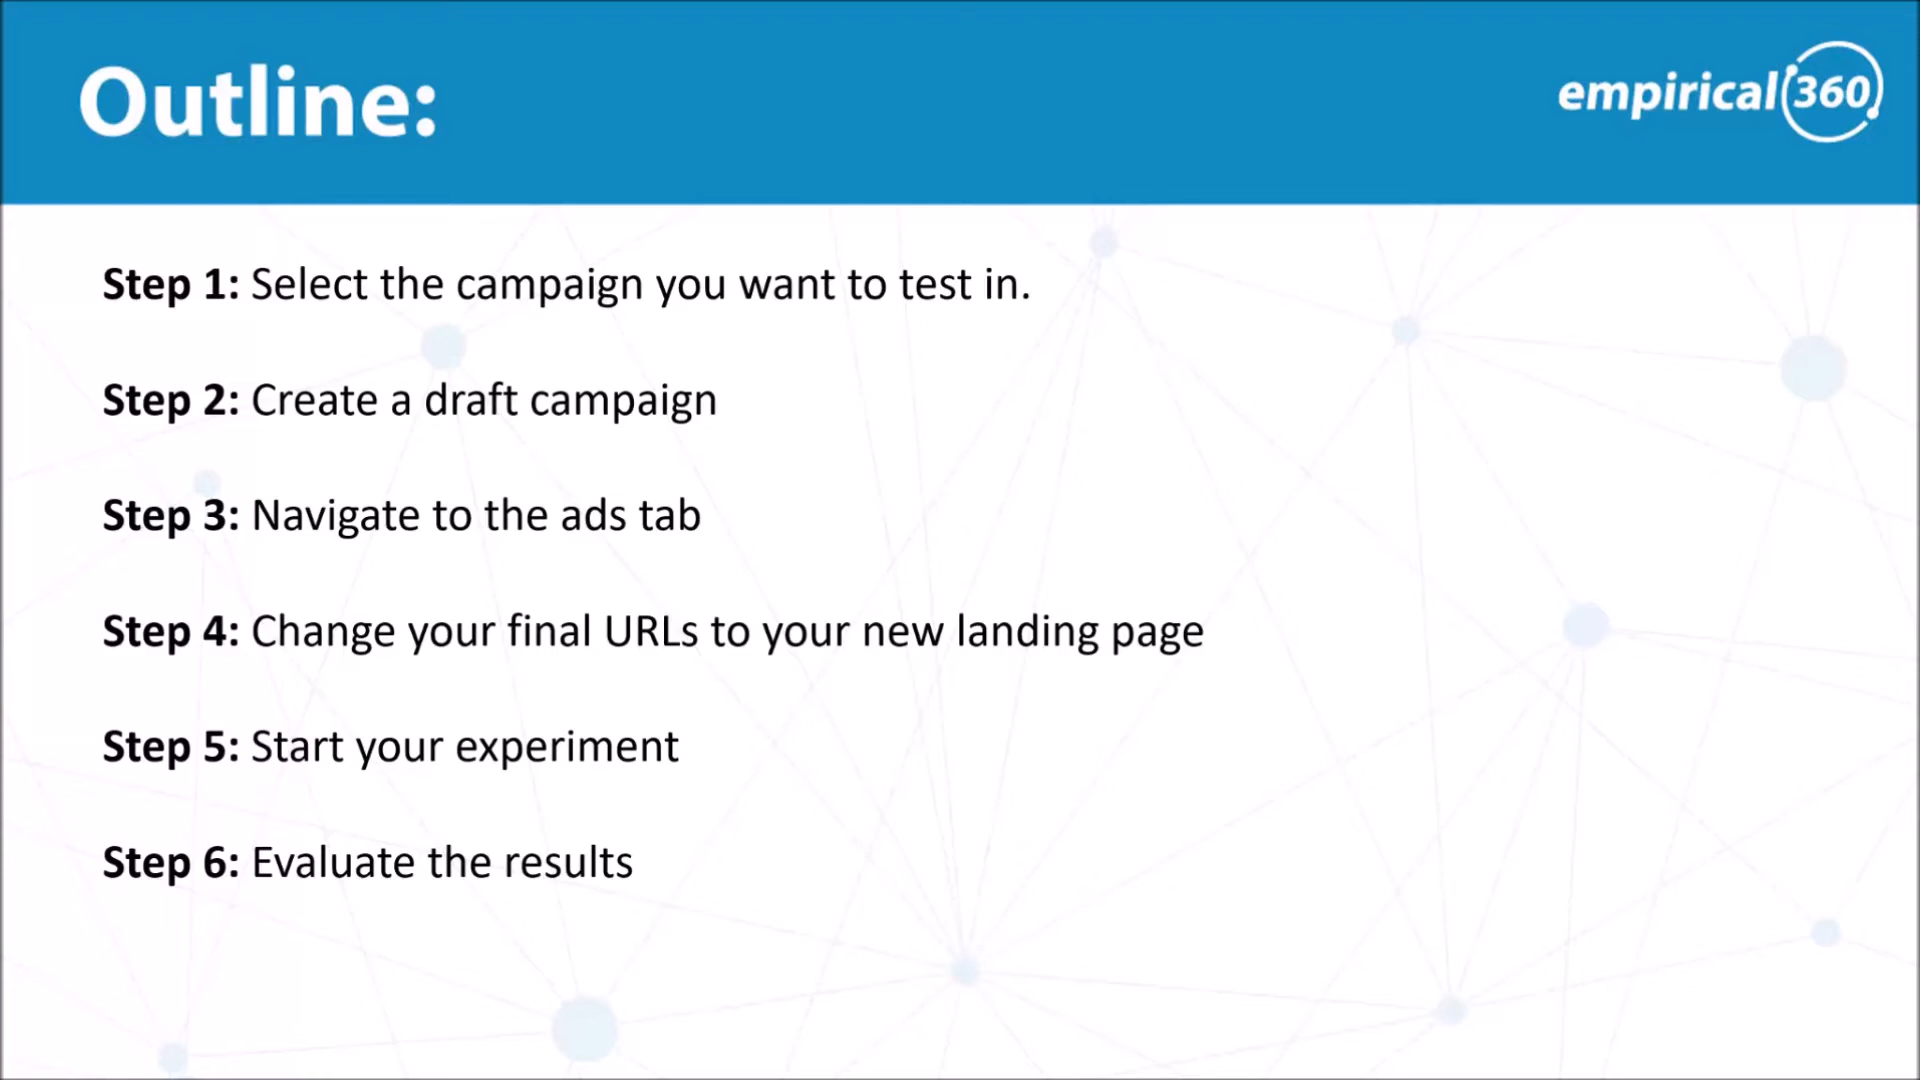 Outline:
empirical 360
Step 1: Select the campaign you want to test in.
Step 2: Create a draft campaign
Step 3: Navigate to the ads tab
Step 4: Change your final URLs to your new landing page
Step 5: Start your experiment
Step 6: Evaluate the results